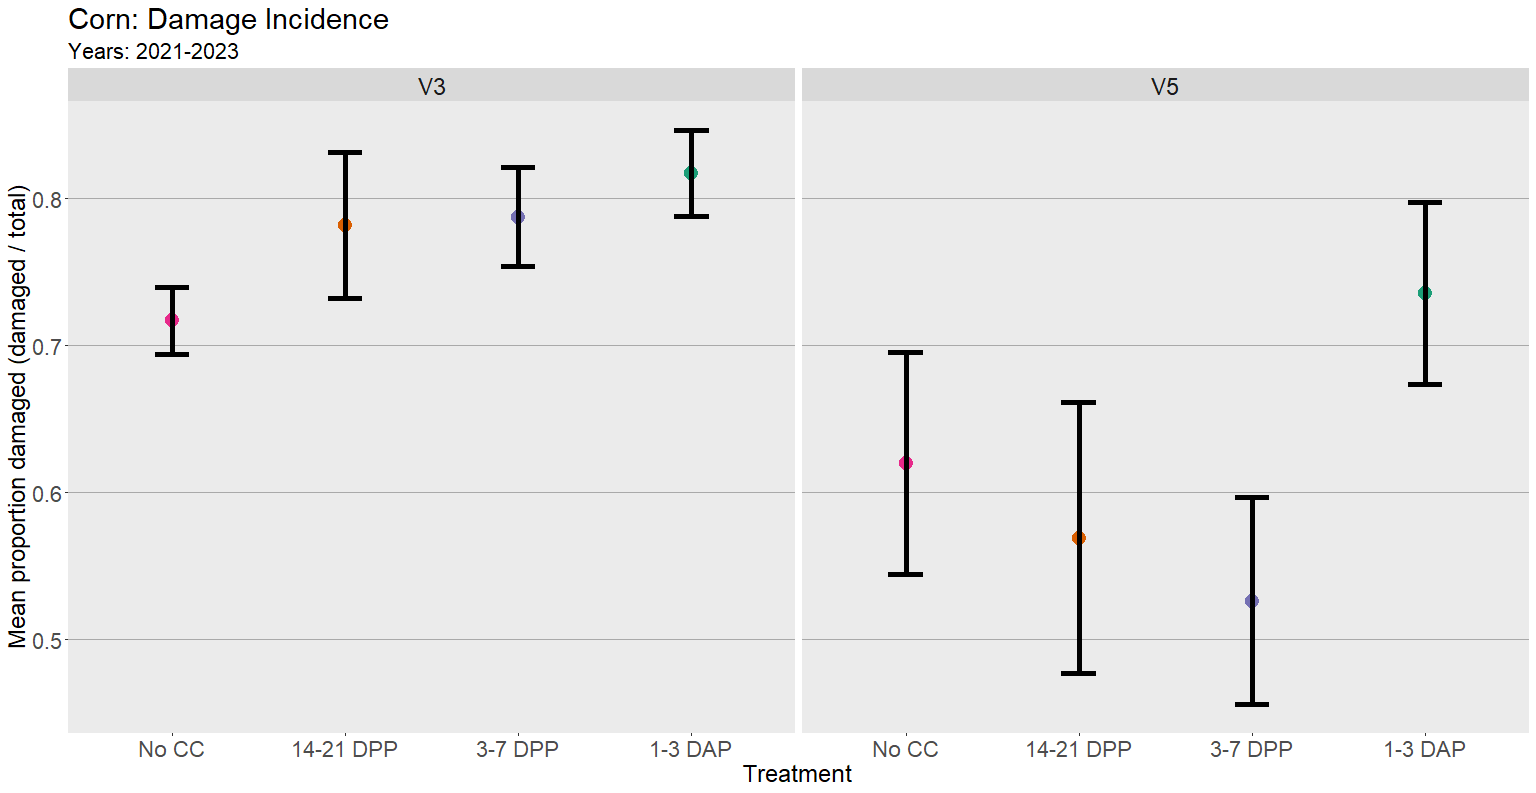 Corn: Damage Incidence
Years: 2021-2023
V3
V5
Mean proportion damaged (damaged / total)
0.8
0.7
0.6
0.5
No CC
14-21 DPP
3-7 DPP
1-3 DAP
No CC
14-21 DPP
3-7 DPP
1-3 DAP
Treatment